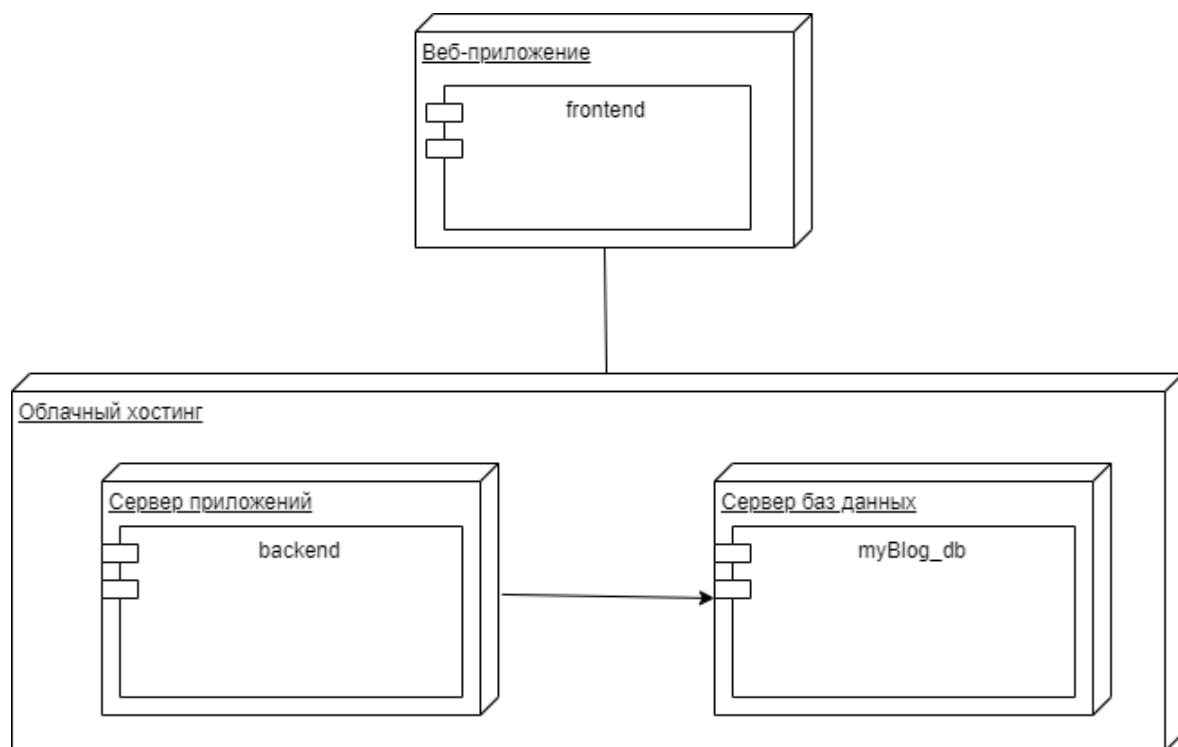 Веб-приложение
frontend
Облачный хостинг
Сервер приложений
backend
Сервер баз данных
myBlog_db